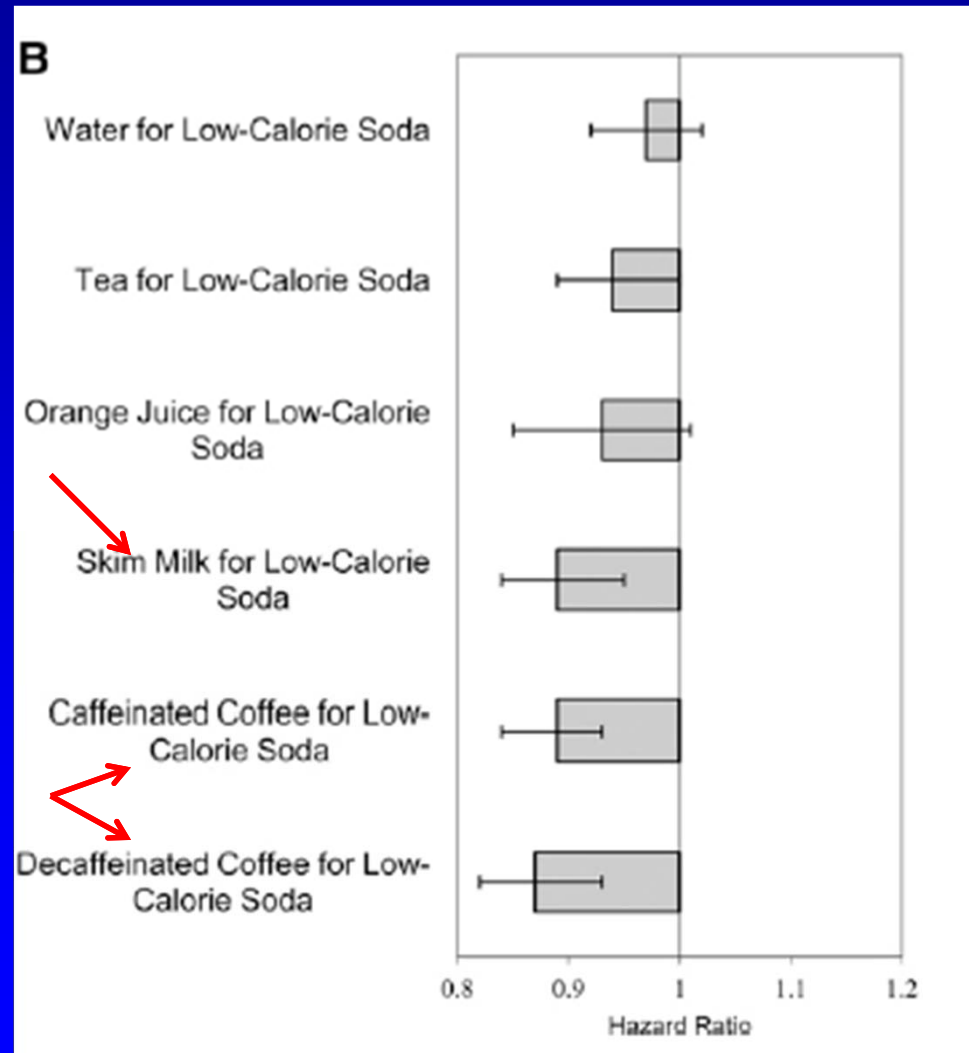 B
Water for Low-Calorie Soda
Tea for Low-Calorie Soda
Orange Juice for Low-Calorie
Soda
Skim Milk for Low-Calorie
Soda
Caffeinated Coffee for Low-
Calorie Soda
Decaffeinated Coffee for Low-
Calorie Soda
0.8 0.9 1 1.1 1.2
Hazard Ratio